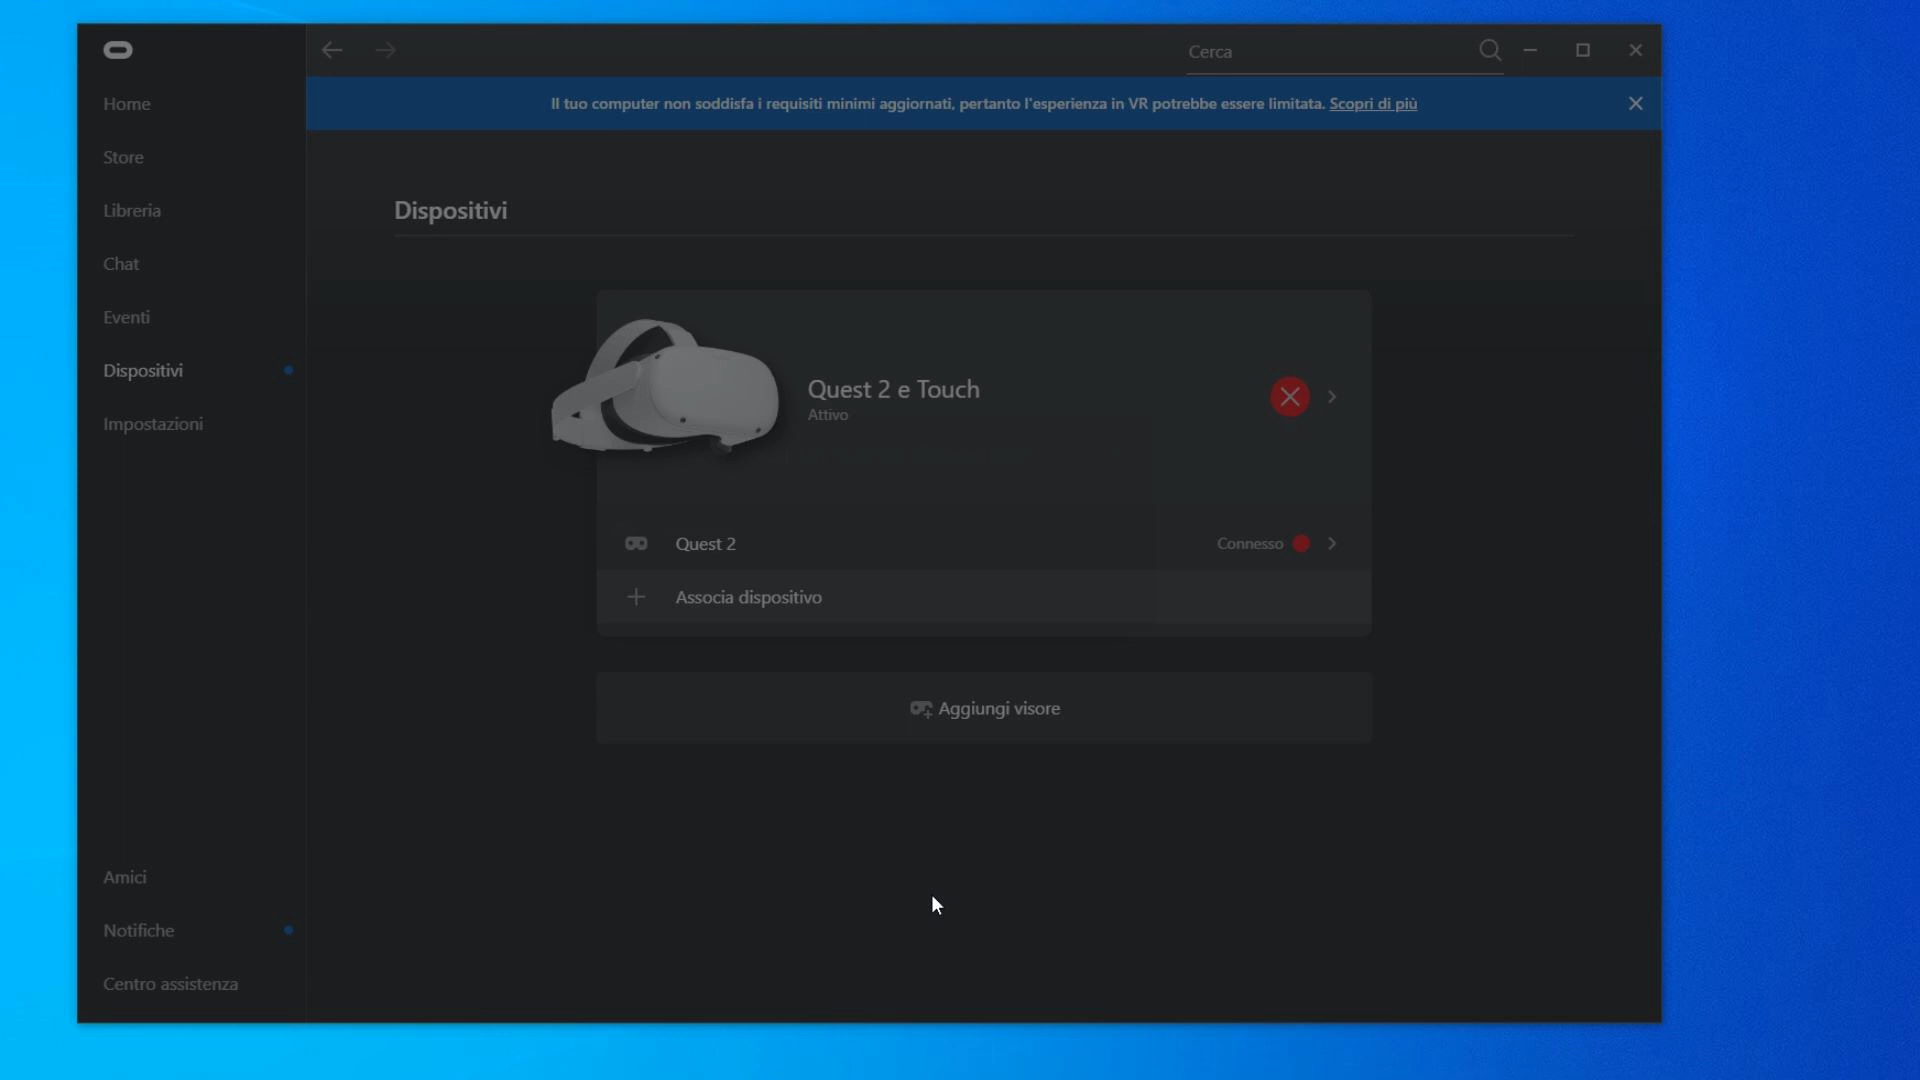 Cerca
Home
Il tuo computer non soddisfa i requisiti minimi aggiornati, pertanto l'esperienza in VR potrebbe essere limitata. Scopri di più
Store
Libreria
Chat
Eventi
Dispositivi
Impostazioni
Dispositivi
Quest 2 e Touch
Attivo
Quest 2
Connesso
Associa dispositivo
Aggiungi visore
Amici
Notifiche
Centro assistenza